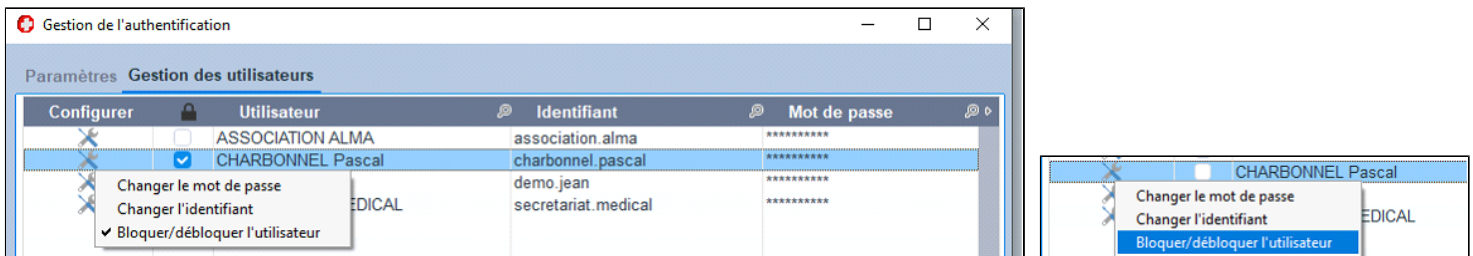 Gestion de l'authentification
Paramètres Gestion des utilisateurs
Configurer Utilisateur Identifiant Mot de passe
ASSOCIATION ALMA association.alma **********
CHARBONNEL Pascal charbonnel.pascal **********
Changer le mot de passe demo.jean **********
Changer l'identifiant EDICAL secretariat.medical **********
Bloquer/débloquer l'utilisateur
CHARBONNEL Pascal
Changer le mot de passe
Changer l'identifiant EDICAL
Bloquer/débloquer l'utilisateur